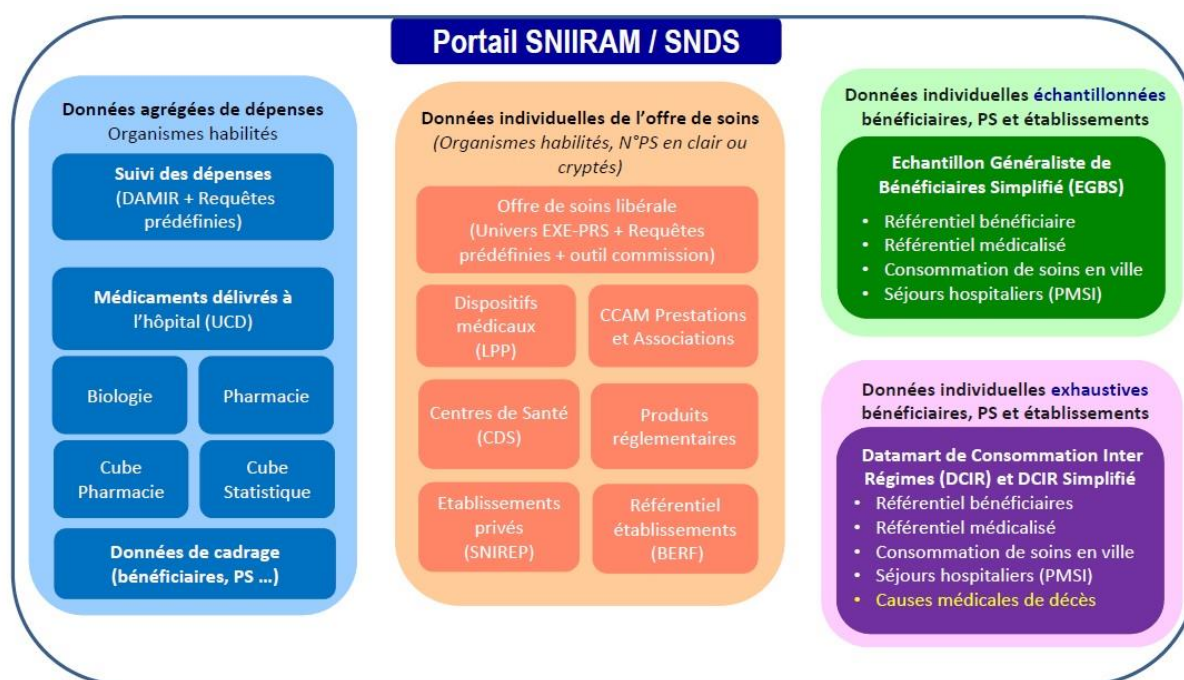 Portail SNIIRAM / SNDS
Données agrégées de dépenses
Organismes habilités
Suivi des dépenses
(DAMIR + Requêtes
prédéfinies)
Médicaments délivrés à
l'hôpital (UCD)
Biologie
Pharmacie
Cube
Pharmacie
Cube
Statistique
Données de cadrage
(bénéficiaires, PS ...)
Données individuelles de l'offre de soins
(Organismes habilités, N°PS en clair ou
cryptés)
Offre de soins libérale
(Univers EXE-PRS + Requêtes
prédéfinies + outil commission)
Dispositifs
médicaux
(LPP)
CCAM Prestations
et Associations
Centres de Santé
(CDS)
Produits
réglementaires
Etablissements
privés
(SNIREP)
Référentiel
établissements
(BERF)
Données individuelles échantillonnées
bénéficiaires, PS et établissements
Echantillon Généraliste de
Bénéficiaires Simplifié (EGBS)
• Référentiel bénéficiaire
• Référentiel médicalisé
• Consommation de soins en ville
• Séjours hospitaliers (PMSI)
Données individuelles exhaustives
bénéficiaires, PS et établissements
Datamart de Consommation Inter
Régimes (DCIR) et DCIR Simplifié
• Référentiel bénéficiaires
• Référentiel médicalisé
• Consommation de soins en ville
• Séjours hospitaliers (PMSI)
• Causes médicales de décès